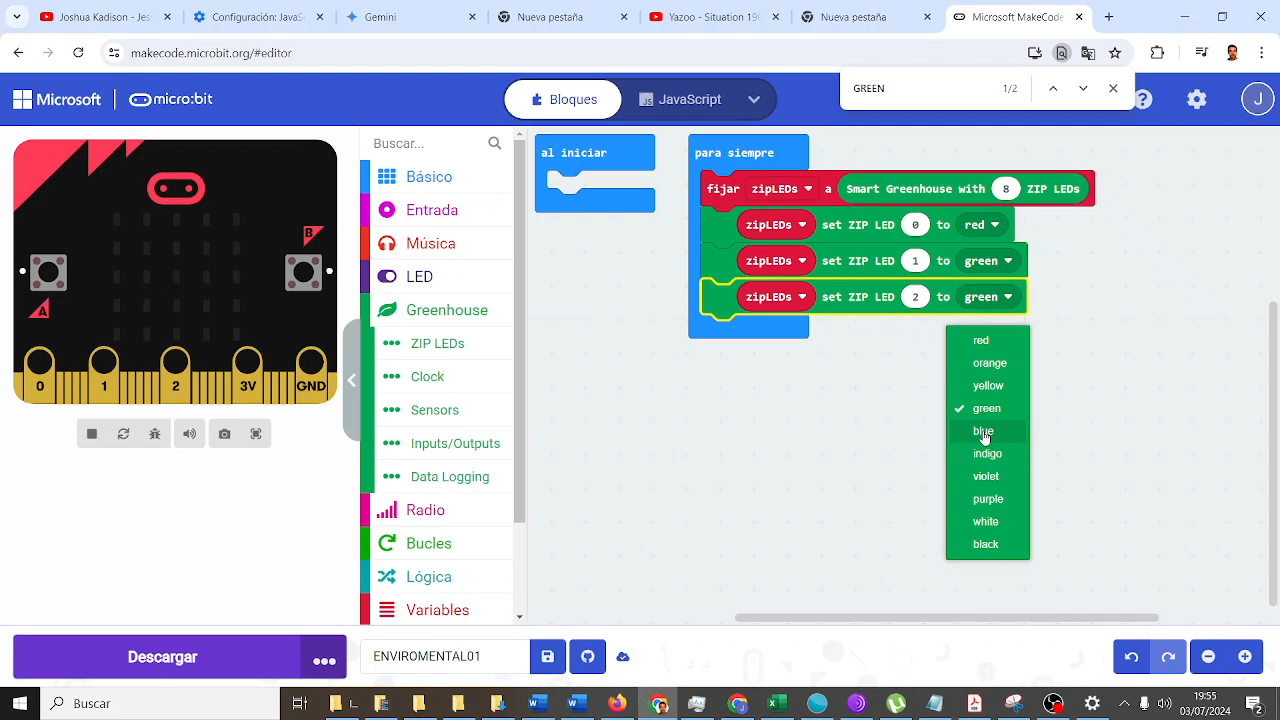 Joshua Kadison - Jes
Configuración: JavaS
Gemini
Nueva pestaña
Yazoo - Situation 19
Nueva pestaña
Microsoft MakeCode
makecode.microbit.org/#editor
GREEN
1/2
Microsoft
micro:bit
Bloques
JS JavaScript
J
B
A
0
1
2
3V
GND
Buscar...
Básico
Entrada
Música
LED
Greenhouse
ZIP LEDs
Clock
Sensors
Inputs/Outputs
Data Logging
Radio
Bucles
Lógica
Variables
al iniciar
para siempre
fijar zipLEDs a Smart Greenhouse with 8 ZIP LEDs
zipLEDs set ZIP LED 0 to red
zipLEDs set ZIP LED 1 to green
zipLEDs set ZIP LED 2 to green
red
orange
yellow
green
blue
indigo
violet
purple
white
black
Descargar
ENVIROMENTAL01
Buscar
19:55
03/07/2024
2